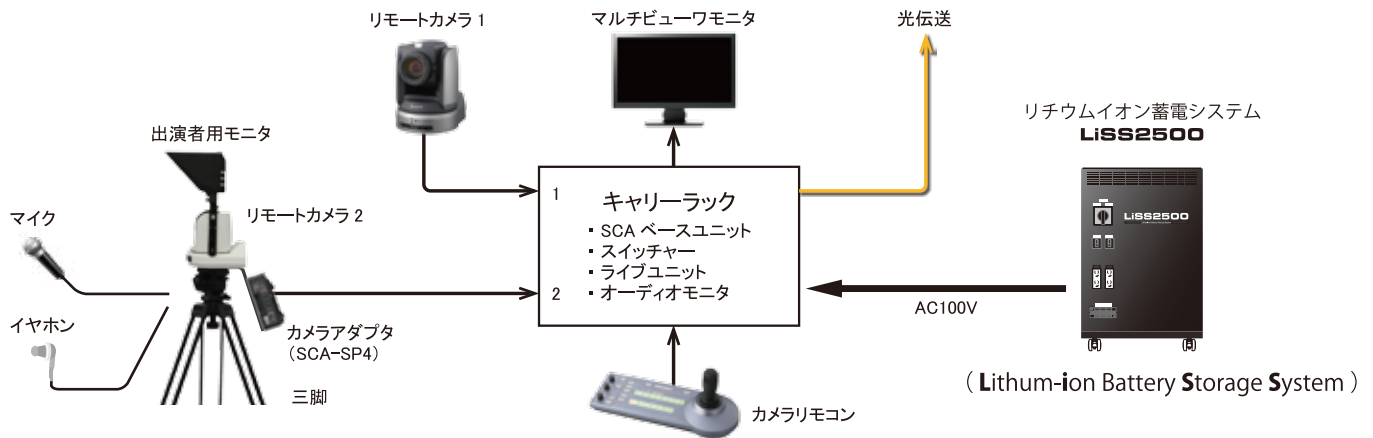 リモートカメラ 1
マルチビューワモニタ
光伝送
リチウムイオン蓄電システム
LiSS2500
出演者用モニタ
マイク
リモートカメラ 2
イヤホン
カメラアダプタ
（SCA-SP4）
三脚
1
2
キャリーラック
・SCA ベースユニット
・スイッチャー
・ライブユニット
・オーディオモニタ
AC100V
LiSS2500
カメラリモコン
（ Lithum-ion Battery Storage System ）